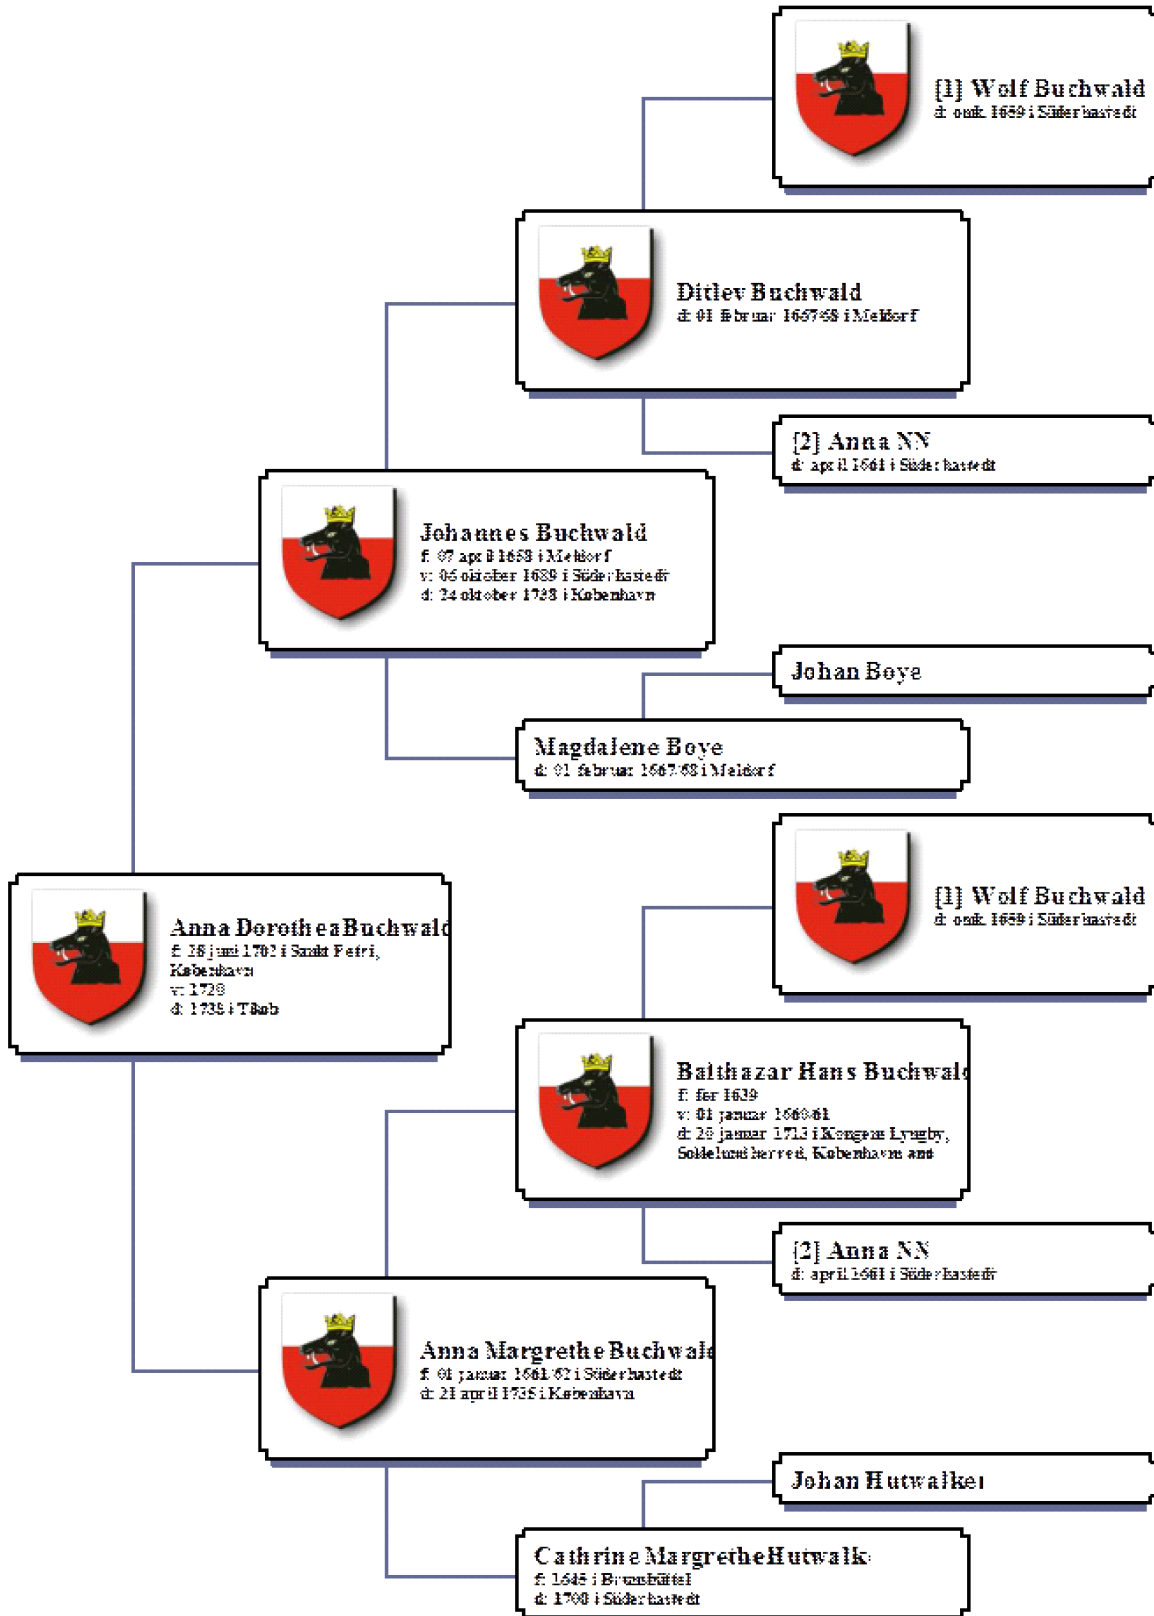 [1] Wolf Buchwald
d: omk. 1659 i Süderhastedt
Ditlev Buchwald
d: 01 februar 1667/68 i Meldorf
[2] Anna NN
d: april 1661 i Süderhastedt
Johannes Buchwald
f: 07 april 1658 i Meldorf
v: 06 oktober 1689 i Süderhastedt
d: 24 oktober 1738 i København
Johan Boye
Magdalene Boye
d: 01 februar 1667/68 i Meldorf
Anna Dorothea Buchwald
f: 28 juni 1702 i Sankt Petri,
København
v: 1728
d: 1738 i Tikøb
[1] Wolf Buchwald
d: omk. 1659 i Süderhastedt
Balthazar Hans Buchwald
f: før 1639
v: 01 januar 1660/61
d: 20 januar 1713 i Kongens Lyngby,
Sokkelund herred, København amt
[2] Anna NN
d: april 1661 i Süderhastedt
Anna Margrethe Buchwald
f: 01 januar 1661/62 i Süderhastedt
d: 21 april 1735 i København
Johan Hutwalker
Cathrine Margrethe Hutwalk
f: 1645 i Brunsbüttel
d: 1700 i Süderhastedt